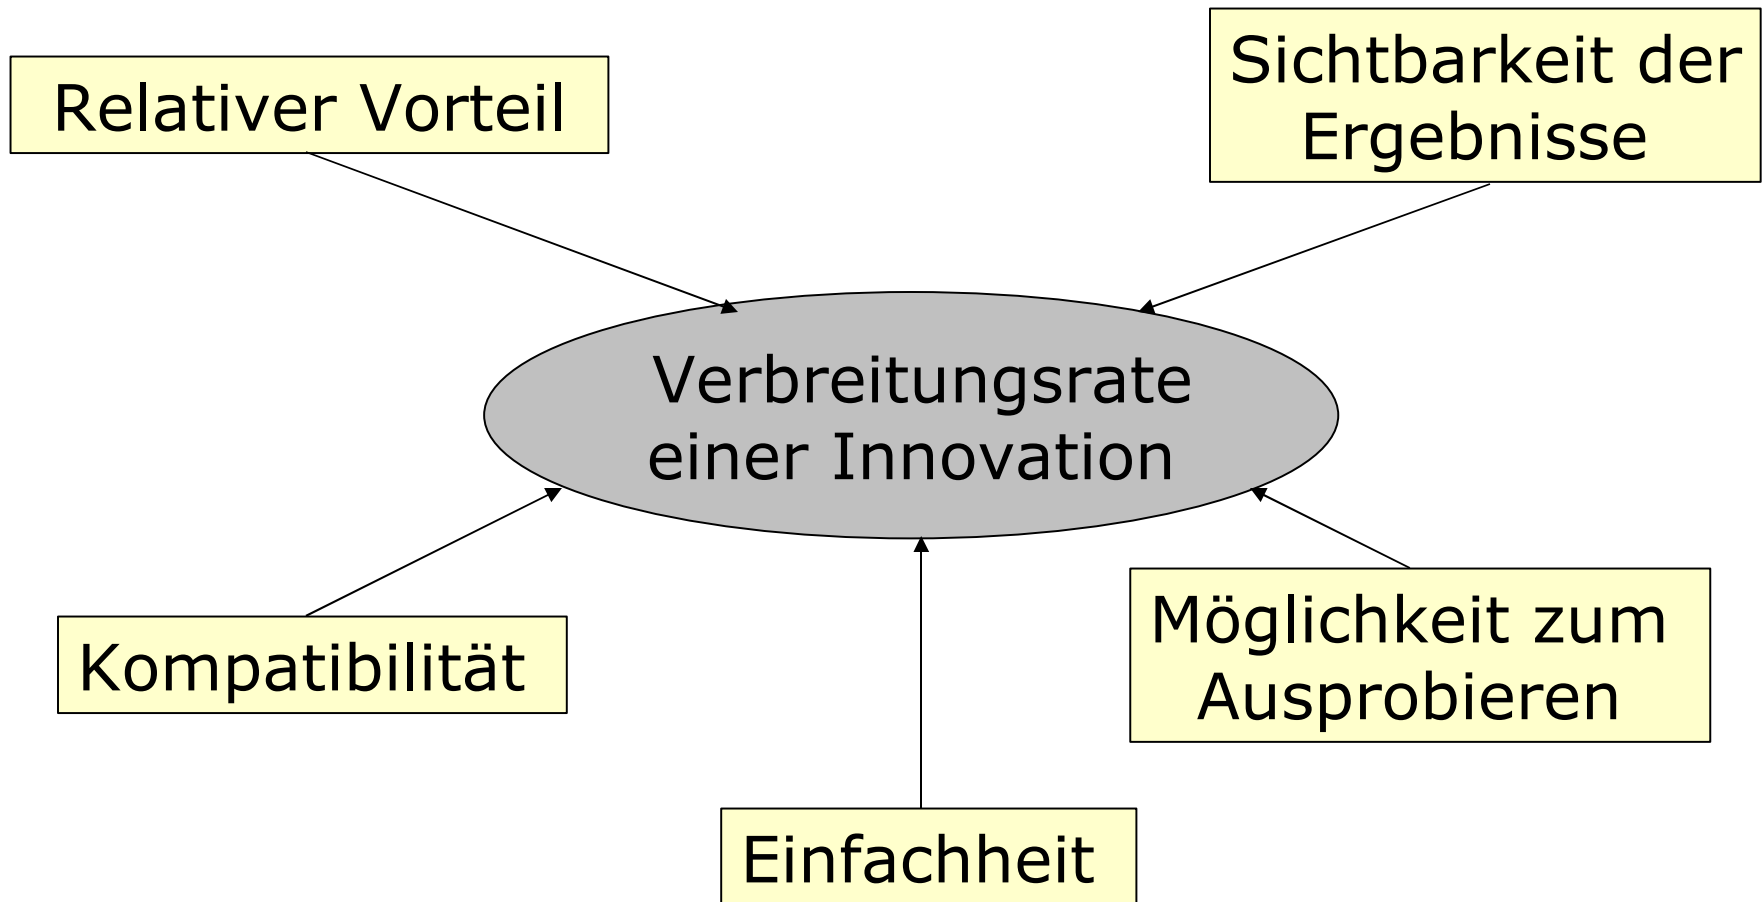 Relativer Vorteil
Sichtbarkeit der
Ergebnisse
Verbreitungsrate
einer Innovation
Kompatibilität
Möglichkeit zum
Ausprobieren
Einfachheit